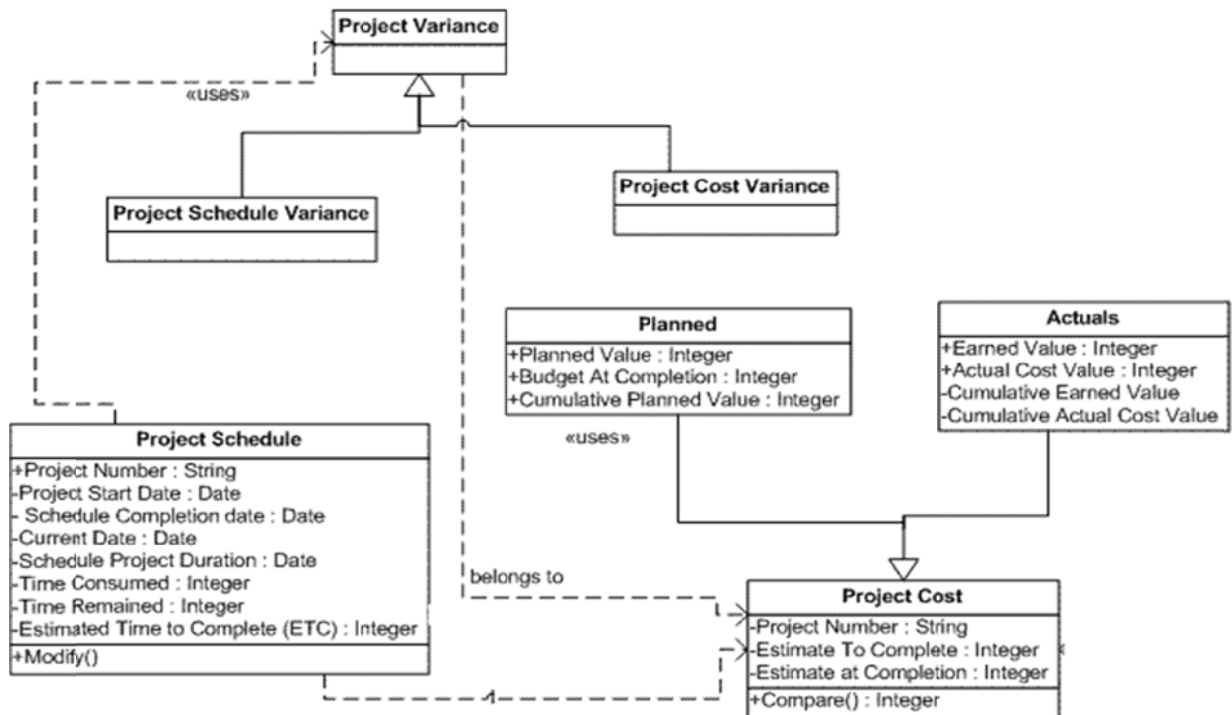 Project Variance
«uses»
Project Schedule Variance
Project Cost Variance
Planned
+Planned Value : Integer
+Budget At Completion : Integer
+Cumulative Planned Value : Integer
Actuals
+Earned Value : Integer
+Actual Cost Value : Integer
-Cumulative Earned Value
-Cumulative Actual Cost Value
«uses»
Project Schedule
+Project Number : String
-Project Start Date : Date
- Schedule Completion date : Date
-Current Date : Date
-Schedule Project Duration : Date
-Time Consumed : Integer
-Time Remained : Integer
-Estimated Time to Complete (ETC) : Integer
+Modify()
belongs to
Project Cost
-Project Number : String
-Estimate To Complete : Integer
-Estimate at Completion : Integer
+Compare() : Integer